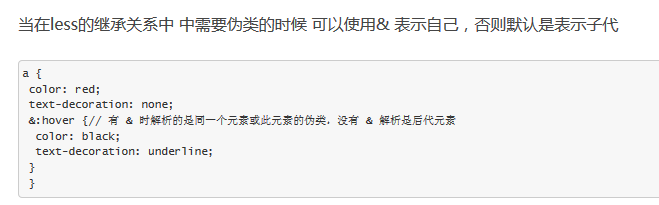 当在less的继承关系中 中需要伪类的时候 可以使用& 表示自己，否则默认是表示子代
a {
color: red;
text-decoration: none;
&:hover {// 有 & 时解析的是同一个元素或此元素的伪类，没有 & 解析是后代元素
color: black;
text-decoration: underline;
}
}